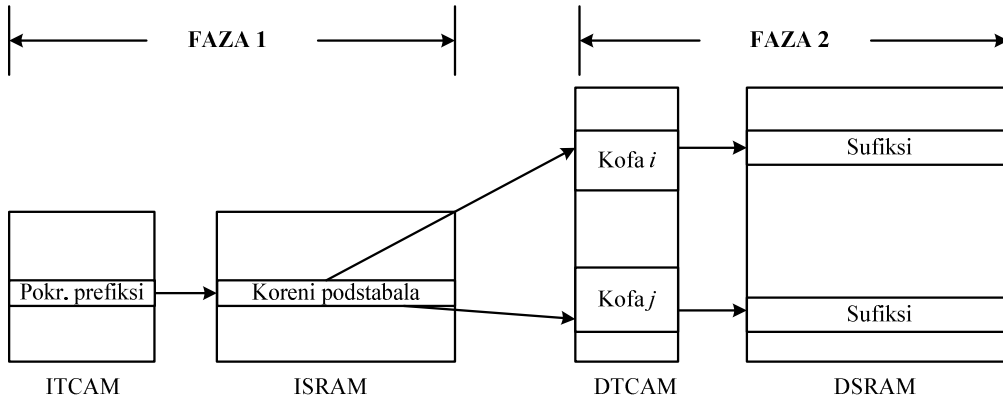 FAZA 1 FAZA 2
Kofa i Sufiksi
Pokr. prefiksi Koreni podstabala Kofa j Sufiksi
ITCAM ISRAM DTCAM DSRAM